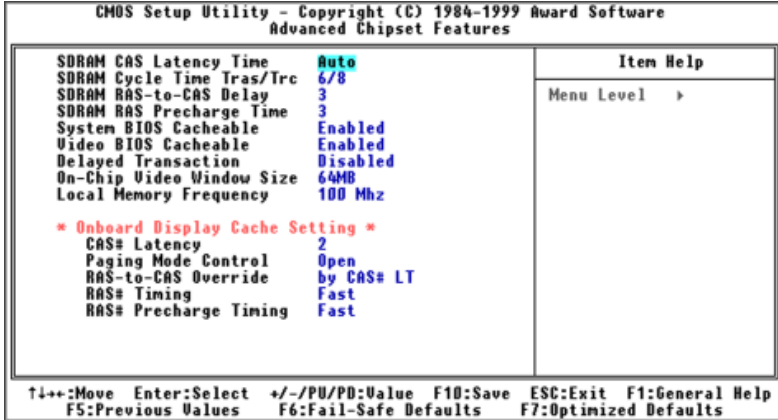 CMOS Setup Utility - Copyright (C) 1984-1999 Award Software
Advanced Chipset Features
SDRAM CAS Latency Time Auto
SDRAM Cycle Time Tras/Trc 6/8
SDRAM RAS-to-CAS Delay 3
SDRAM RAS Precharge Time 3
System BIOS Cacheable Enabled
Video BIOS Cacheable Enabled
Delayed Transaction Disabled
On-Chip Video Window Size 64MB
Local Memory Frequency 100 Mhz
* Onboard Display Cache Setting *
CAS# Latency 2
Paging Mode Control Open
RAS-to-CAS Override by CAS# LT
RAS# Timing Fast
RAS# Precharge Timing Fast
Item Help
Menu Level ▸
↑↓→←:Move Enter:Select +/-/PU/PD:Value F10:Save ESC:Exit F1:General Help
F5:Previous Values F6:Fail-Safe Defaults F7:Optimized Defaults